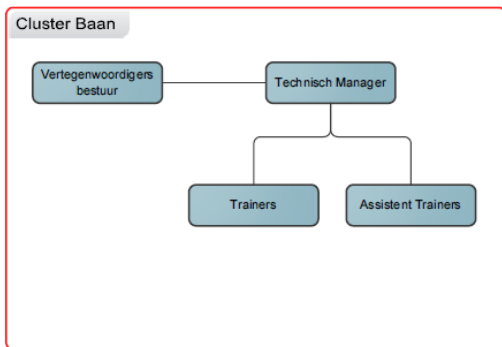 Cluster Baan
Vertegenwoordigers
bestuur
Technisch Manager
Trainers
Assistent Trainers